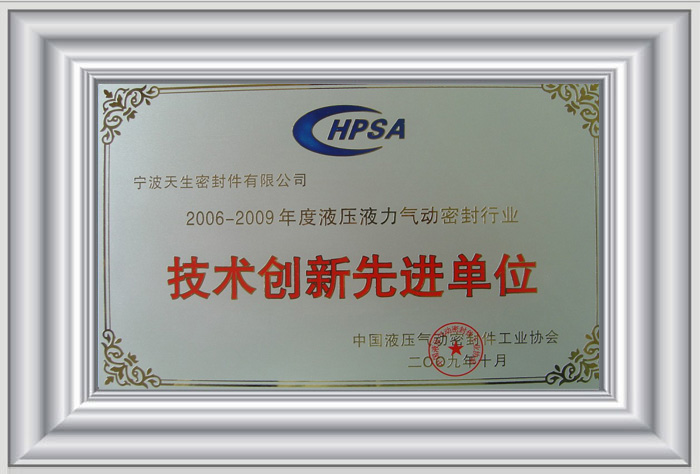 CHPSA
宁波天生密封件有限公司
2006-2009年度液压液力气动密封行业
技术创新先进单位
中国液压气动密封件工业协会
二〇〇九年十月